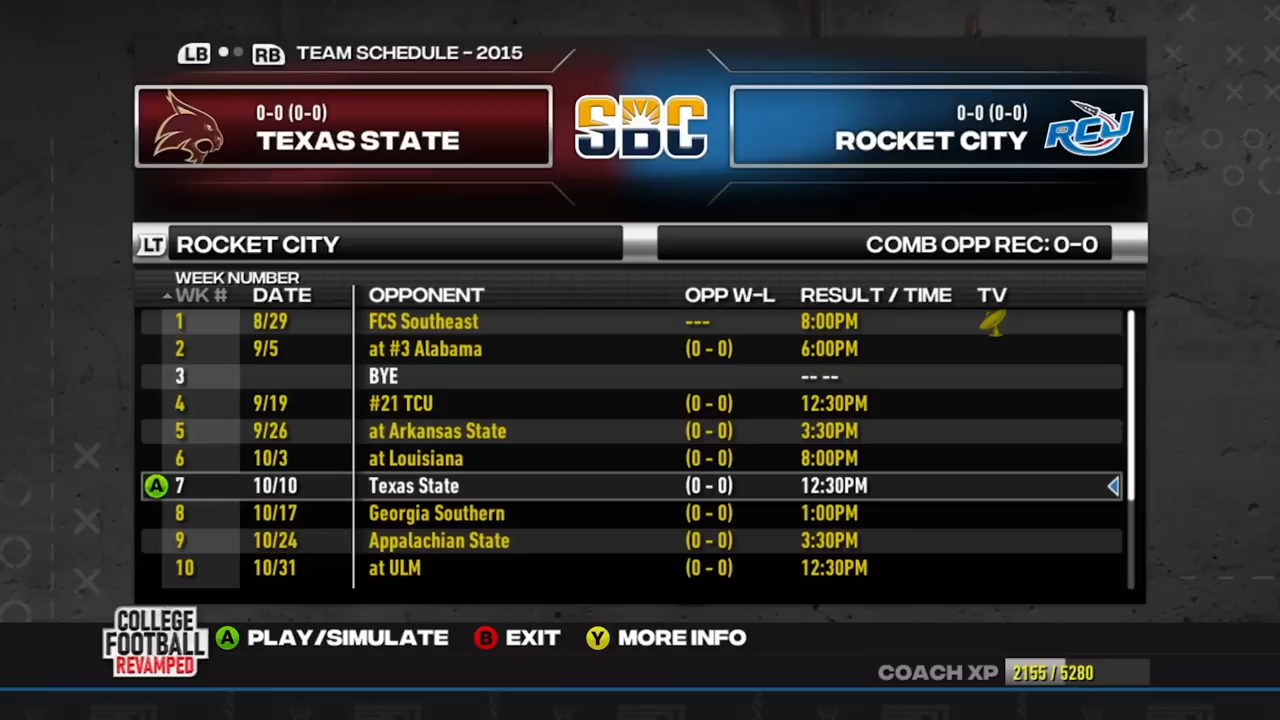 LB RB TEAM SCHEDULE - 2015
0-0 (0-0)
TEXAS STATE
SBC
0-0 (0-0)
ROCKET CITY
RCU
LT ROCKET CITY
COMB OPP REC: 0-0
WEEK NUMBER
WK # DATE OPPONENT OPP W-L RESULT / TIME TV
1 8/29 FCS Southeast --- 8:00PM
2 9/5 at #3 Alabama (0 - 0) 6:00PM
3 BYE -- --
4 9/19 #21 TCU (0 - 0) 12:30PM
5 9/26 at Arkansas State (0 - 0) 3:30PM
6 10/3 at Louisiana (0 - 0) 8:00PM
A 7 10/10 Texas State (0 - 0) 12:30PM
8 10/17 Georgia Southern (0 - 0) 1:00PM
9 10/24 Appalachian State (0 - 0) 3:30PM
10 10/31 at ULM (0 - 0) 12:30PM
COLLEGE
FOOTBALL
REVAMPED
A PLAY/SIMULATE B EXIT Y MORE INFO
COACH XP 2155 / 5280